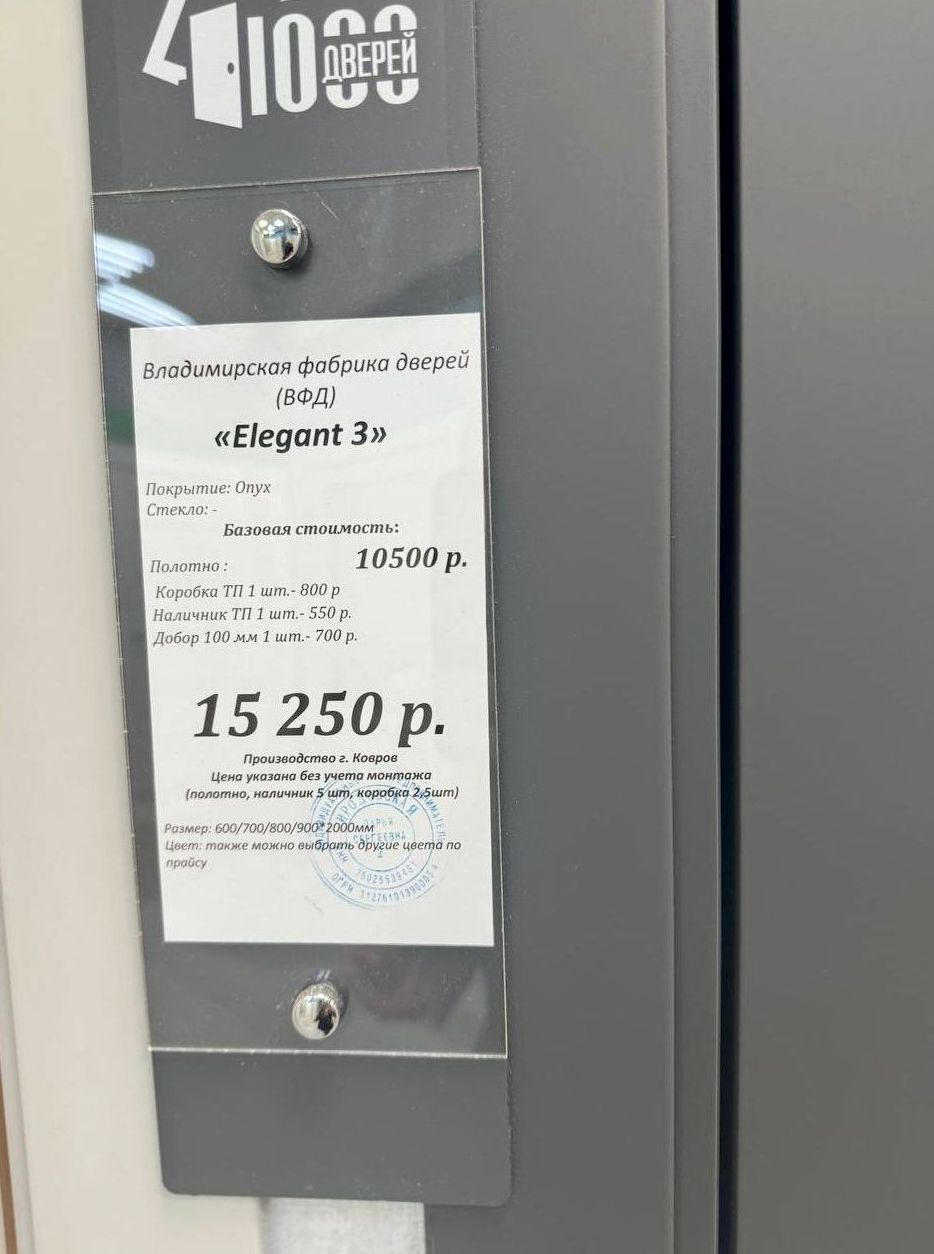 1000
ДВЕРЕЙ
Владимирская фабрика дверей
(ВФД)
«Elegant 3»
Покрытие: Onyx
Стекло: -
Базовая стоимость:
Полотно : 10500 р.
Коробка ТП 1 шт.- 800 р
Наличник ТП 1 шт.- 550 р.
Добор 100 мм 1 шт.- 700 р.
15 250 р.
Производство г. Ковров
Цена указана без учета монтажа
(полотно, наличник 5 шт, коробка 2,5шт)
Размер: 600/700/800/900*2000мм
Цвет: также можно выбрать другие цвета по
прайсу
СЕРГЕЕВНА